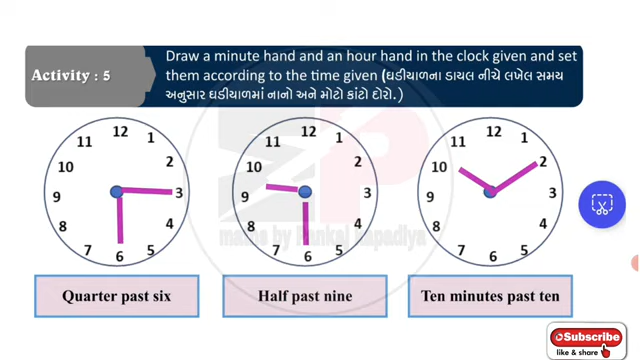 Activity : 5
Draw a minute hand and an hour hand in the clock given and set
them according to the time given (ઘડીયાળના ડાયલ નીચે લખેલ સમય
અનુસાર ઘડીયાળમાં નાનો અને મોટો કાંટો દોરો.)
12
11 1
10 2
9 3
8 4
7 5
6
12
11 1
10 2
9 3
8 4
7 5
6
12
11 1
10 2
9 3
8 4
7 5
6
maths by Pankaj kapadiya
Quarter past six
Half past nine
Ten minutes past ten
Subscribe
like & share